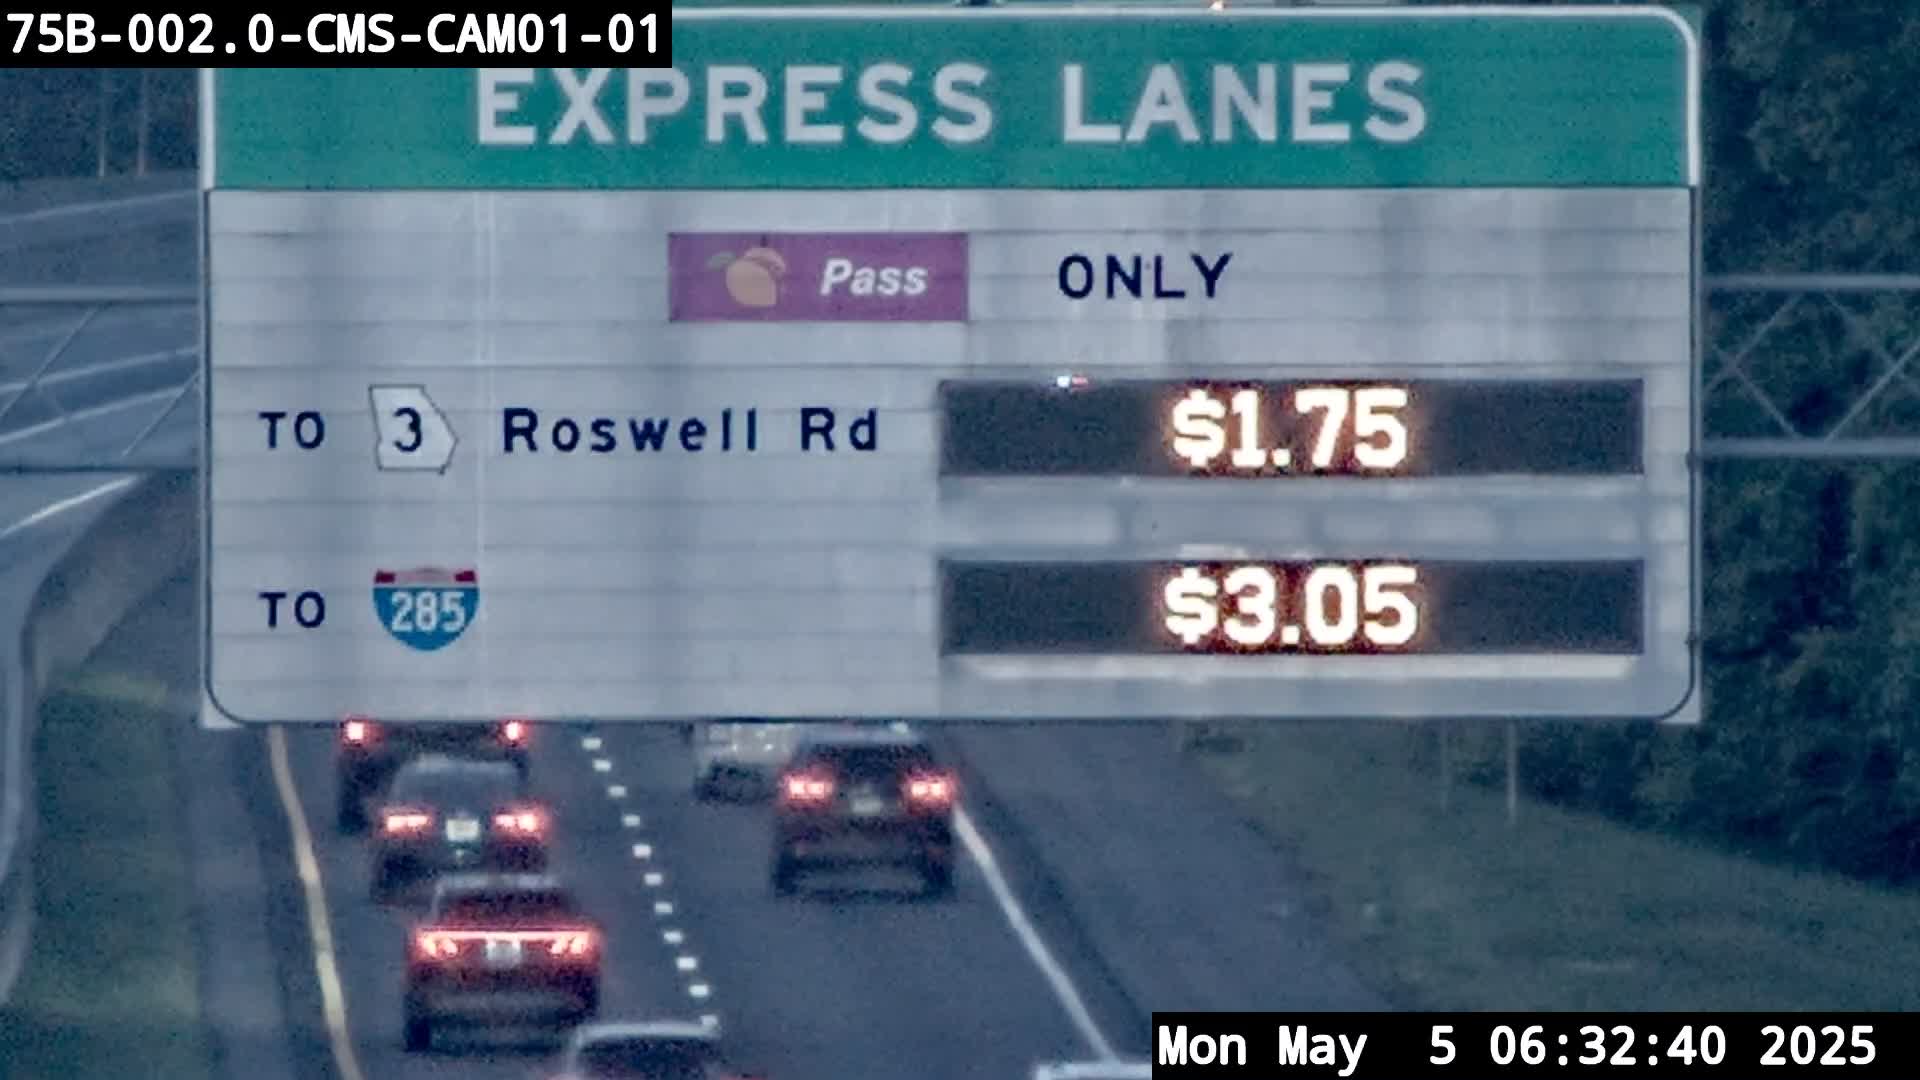 75B-002.0-CMS-CAM01-01
EXPRESS LANES
Pass ONLY
TO 3 Roswell Rd $1.75
TO 285 $3.05
Mon May 5 06:32:40 2025